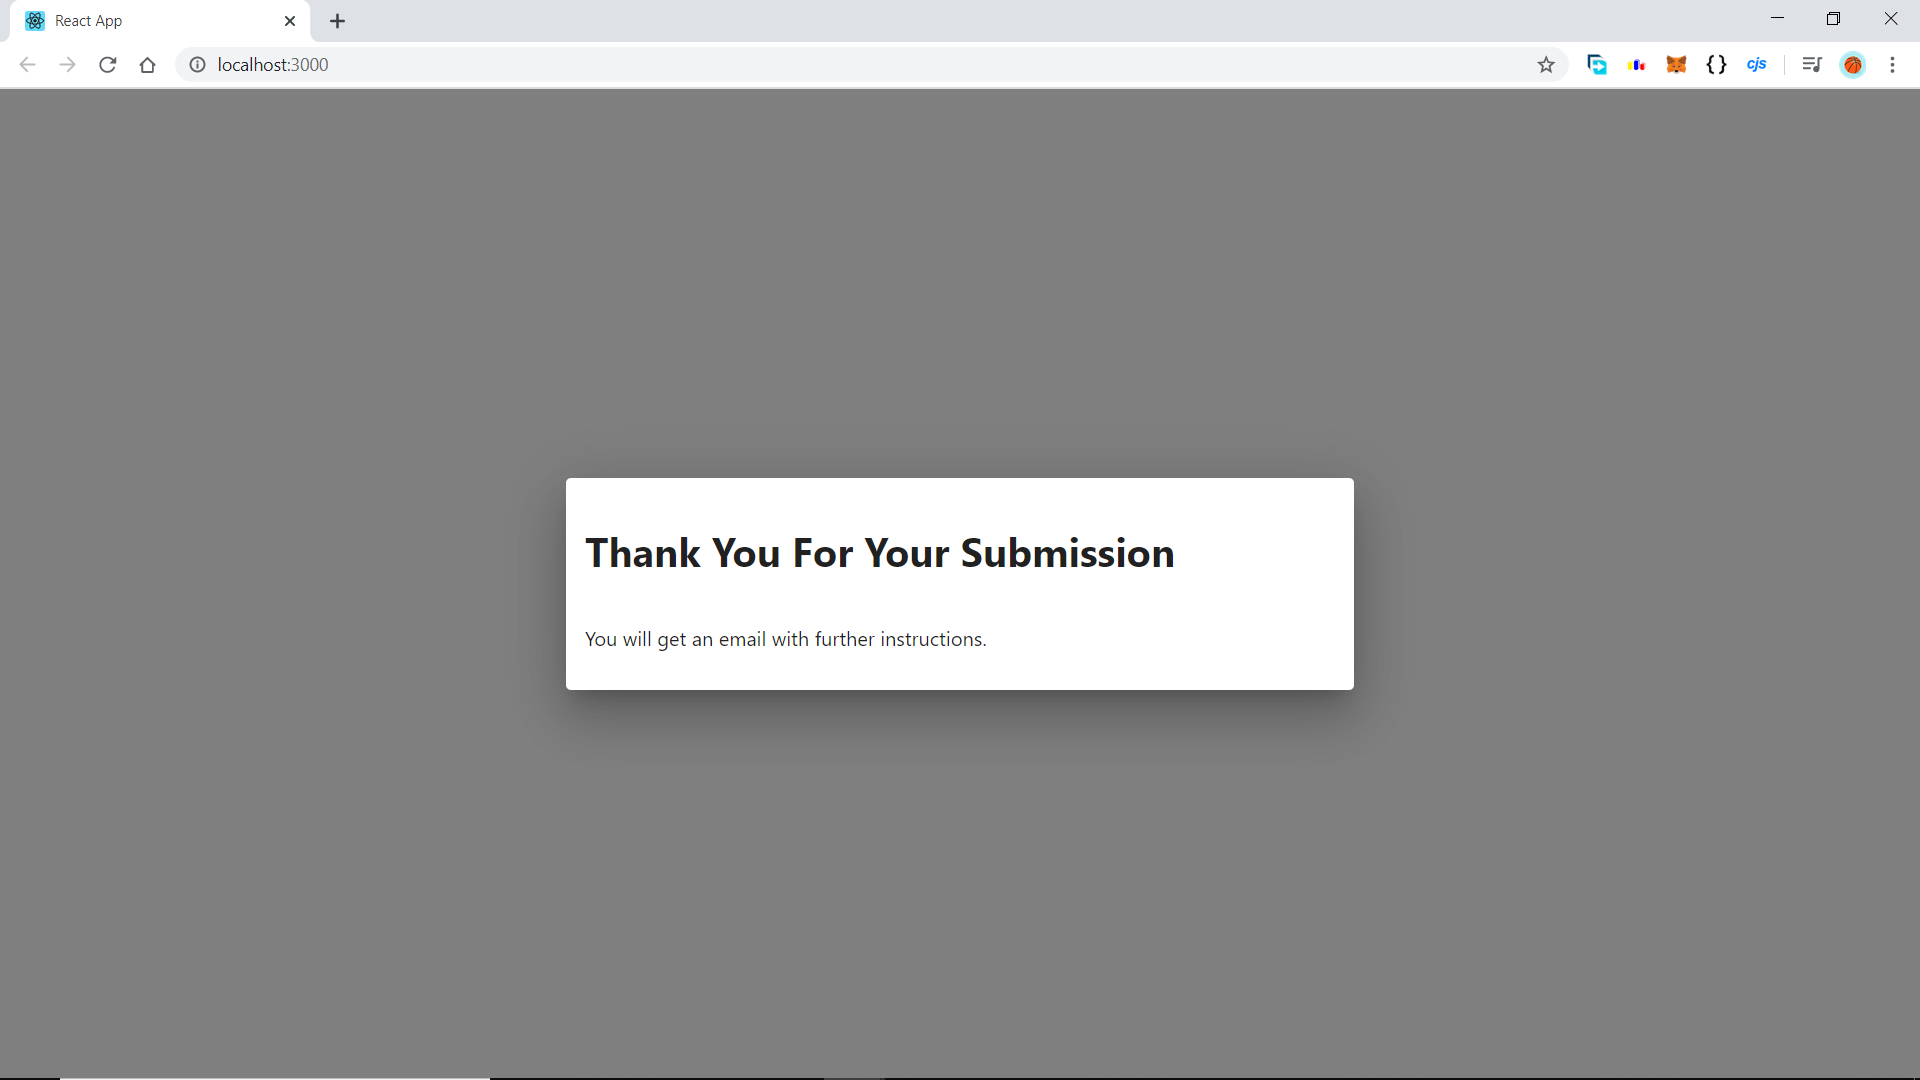 React App
localhost:3000
{ }
cjs
Thank You For Your Submission
You will get an email with further instructions.